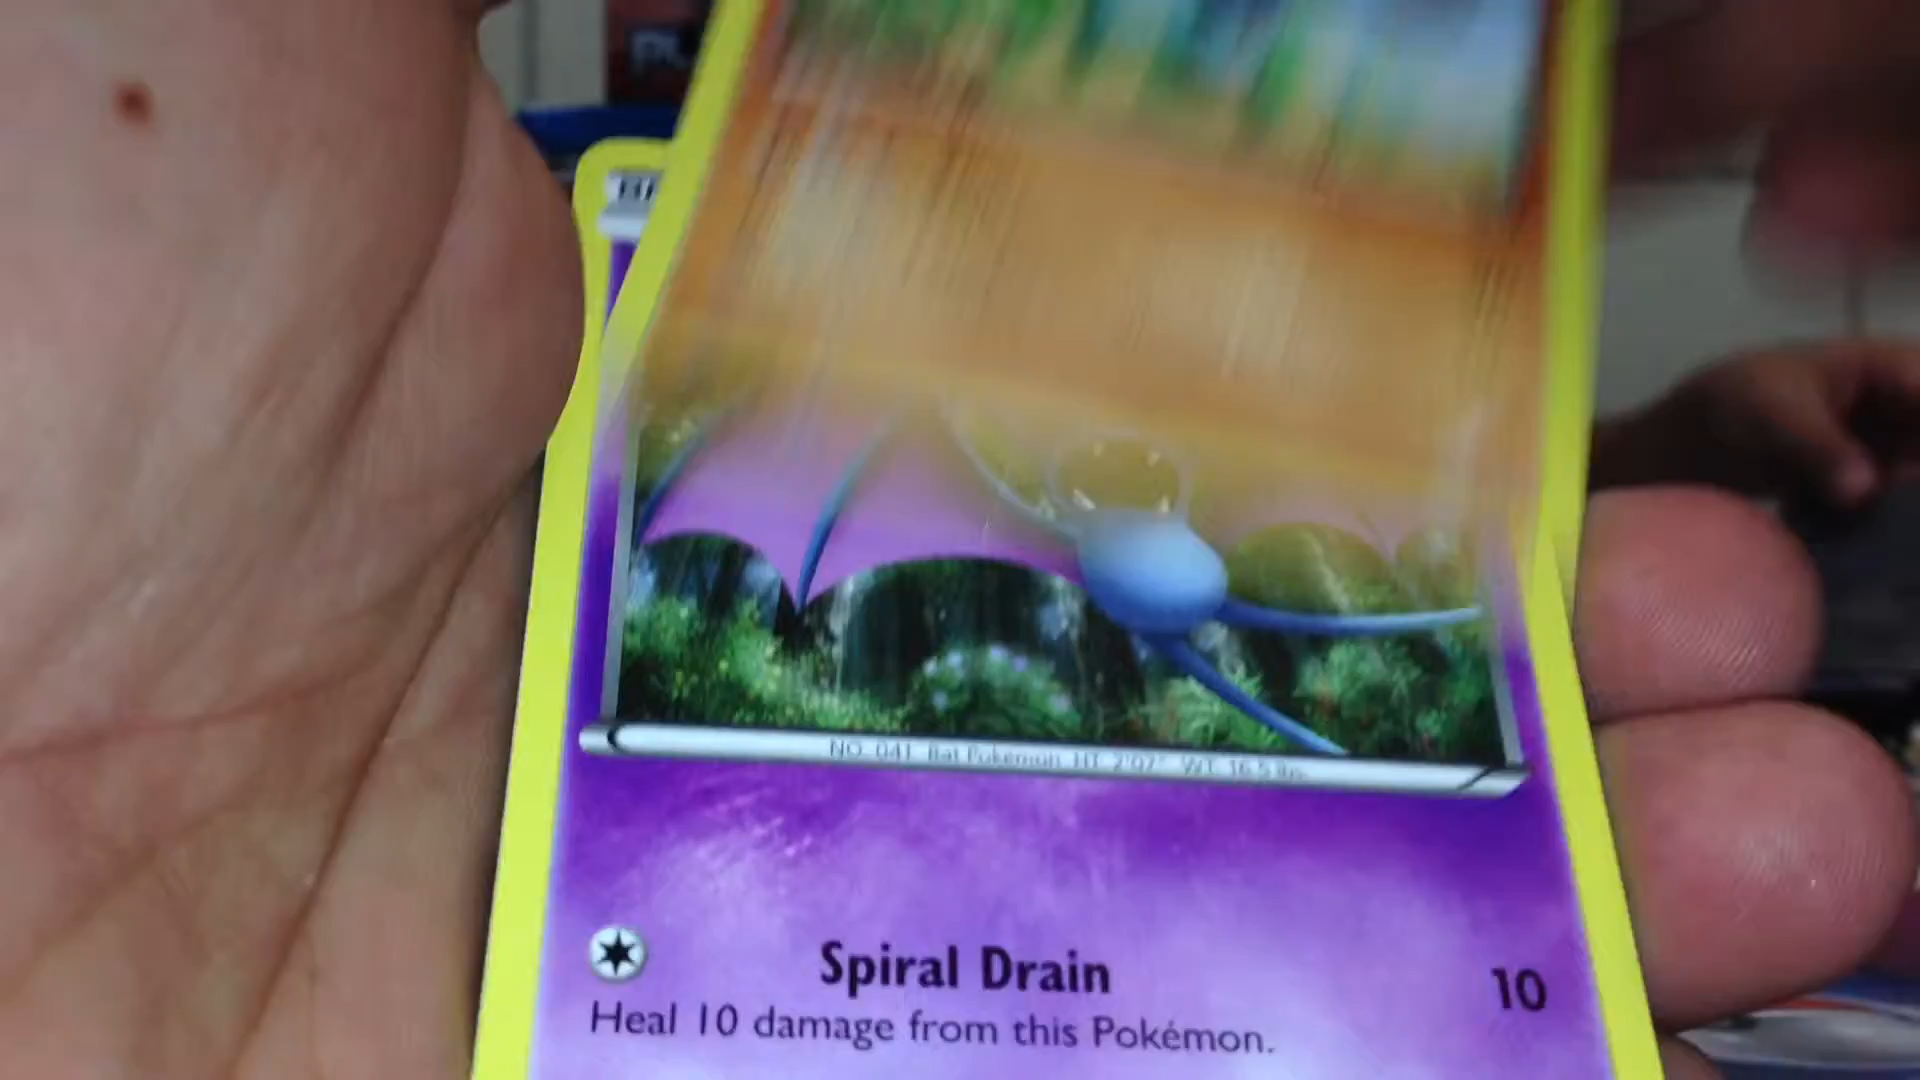 PL
NO. 041 Bat Pokémon HT: 2'07" WT: 16.5 lbs.
Spiral Drain 10
Heal 10 damage from this Pokémon.